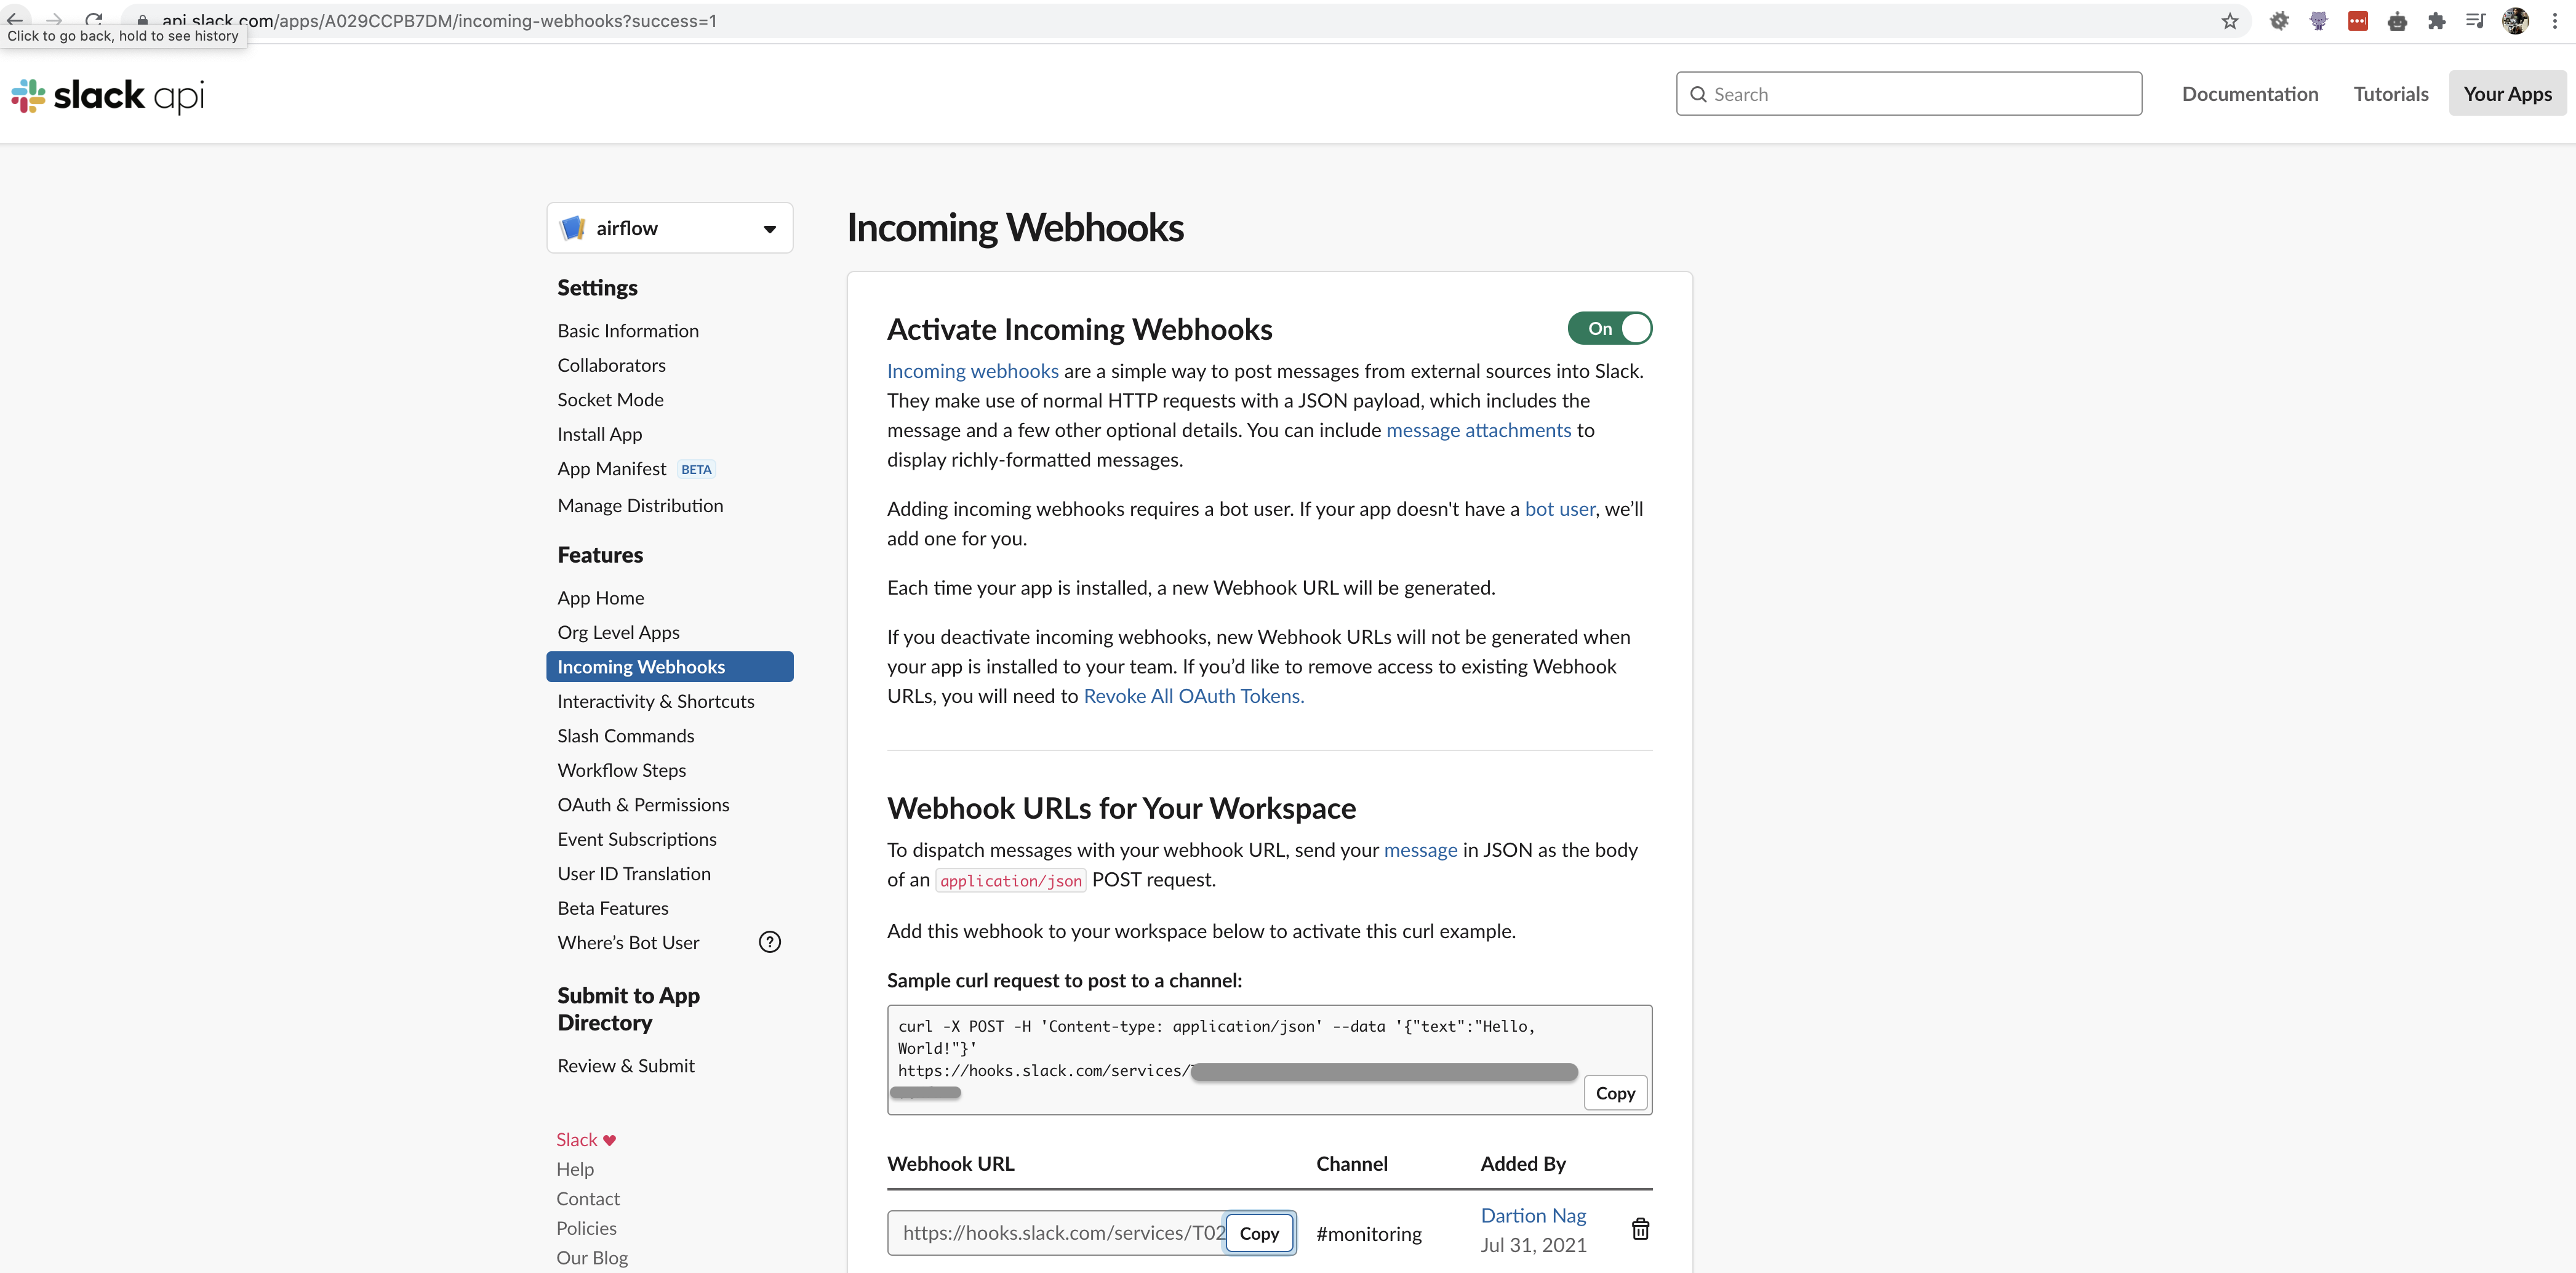 api.slack.com/apps/A029CCPB7DM/incoming-webhooks?success=1
Click to go back, hold to see history
slack api
Search
Documentation
Tutorials
Your Apps
airflow
Settings
Basic Information
Collaborators
Socket Mode
Install App
App Manifest BETA
Manage Distribution
Features
App Home
Org Level Apps
Incoming Webhooks
Interactivity & Shortcuts
Slash Commands
Workflow Steps
OAuth & Permissions
Event Subscriptions
User ID Translation
Beta Features
Where’s Bot User ?
Submit to App
Directory
Review & Submit
Slack ♥
Help
Contact
Policies
Our Blog
Incoming Webhooks
Activate Incoming Webhooks
On
Incoming webhooks are a simple way to post messages from external sources into Slack.
They make use of normal HTTP requests with a JSON payload, which includes the
message and a few other optional details. You can include message attachments to
display richly-formatted messages.
Adding incoming webhooks requires a bot user. If your app doesn't have a bot user, we’ll
add one for you.
Each time your app is installed, a new Webhook URL will be generated.
If you deactivate incoming webhooks, new Webhook URLs will not be generated when
your app is installed to your team. If you’d like to remove access to existing Webhook
URLs, you will need to Revoke All OAuth Tokens.
Webhook URLs for Your Workspace
To dispatch messages with your webhook URL, send your message in JSON as the body
of an application/json POST request.
Add this webhook to your workspace below to activate this curl example.
Sample curl request to post to a channel:
curl -X POST -H 'Content-type: application/json' --data '{"text":"Hello,
World!"}'
https://hooks.slack.com/services/
Copy
Webhook URL
Channel
Added By
https://hooks.slack.com/services/T02
Copy
#monitoring
Dartion Nag
Jul 31, 2021